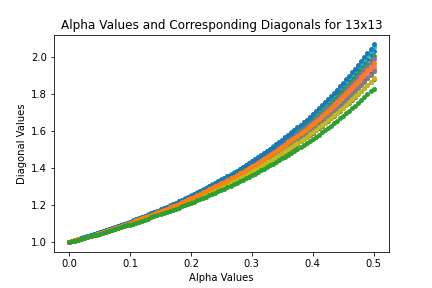 Alpha Values and Corresponding Diagonals for 13x13
Diagonal Values
2.0
1.8
1.6
1.4
1.2
1.0
0.0 0.1 0.2 0.3 0.4 0.5
Alpha Values